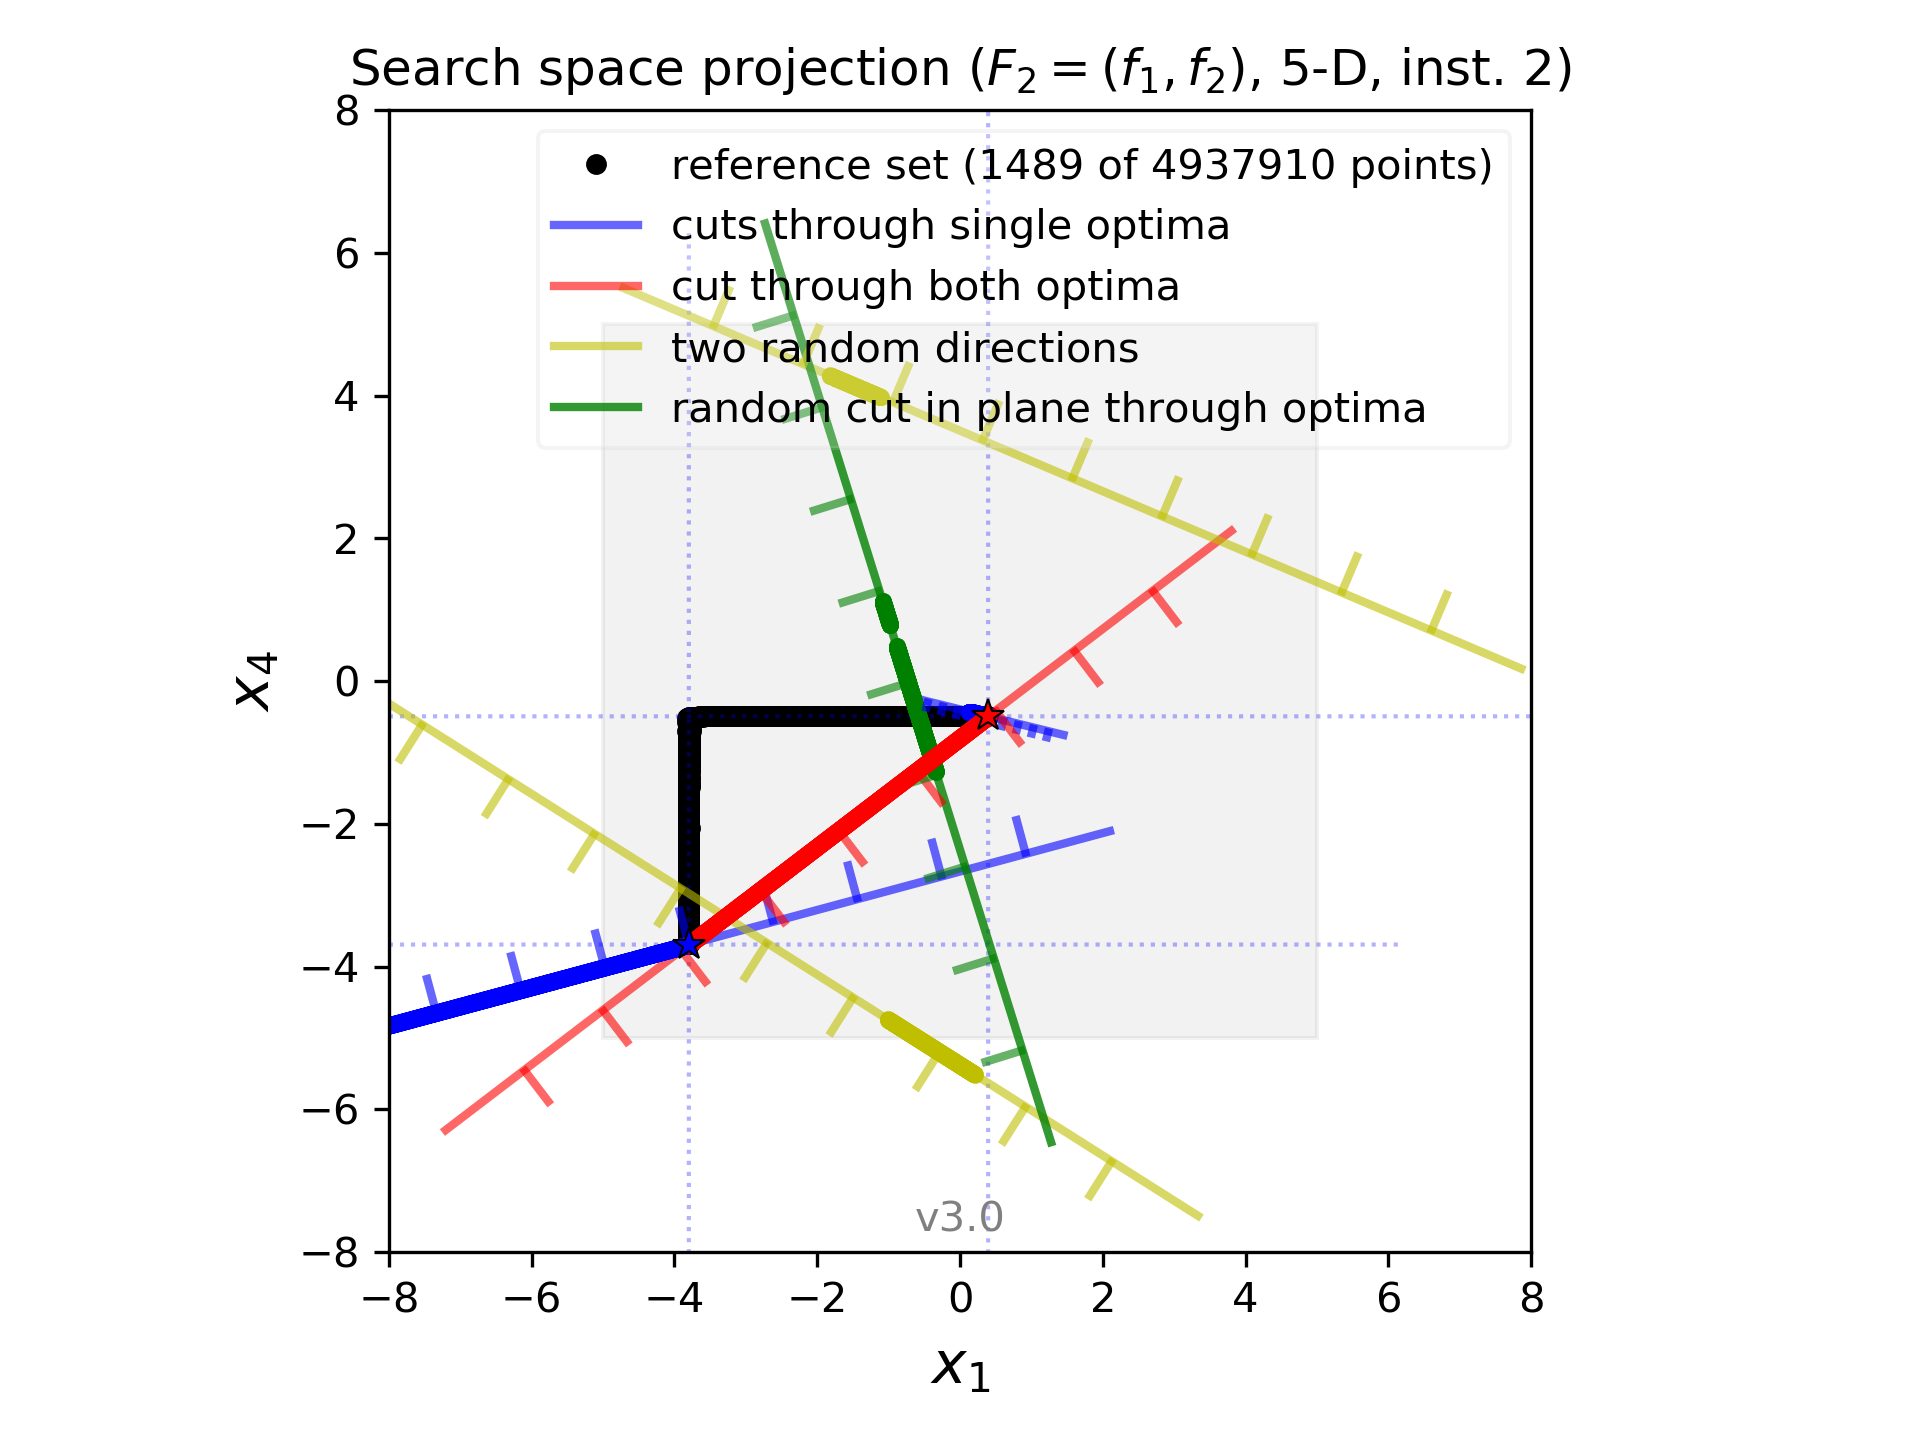 Search space projection (F₂ = (f₁, f₂), 5-D, inst. 2)
reference set (1489 of 4937910 points)
cuts through single optima
cut through both optima
two random directions
random cut in plane through optima
8
6
4
2
0
−2
−4
−6
−8
x₄
v3.0
−8 −6 −4 −2 0 2 4 6 8
x₁